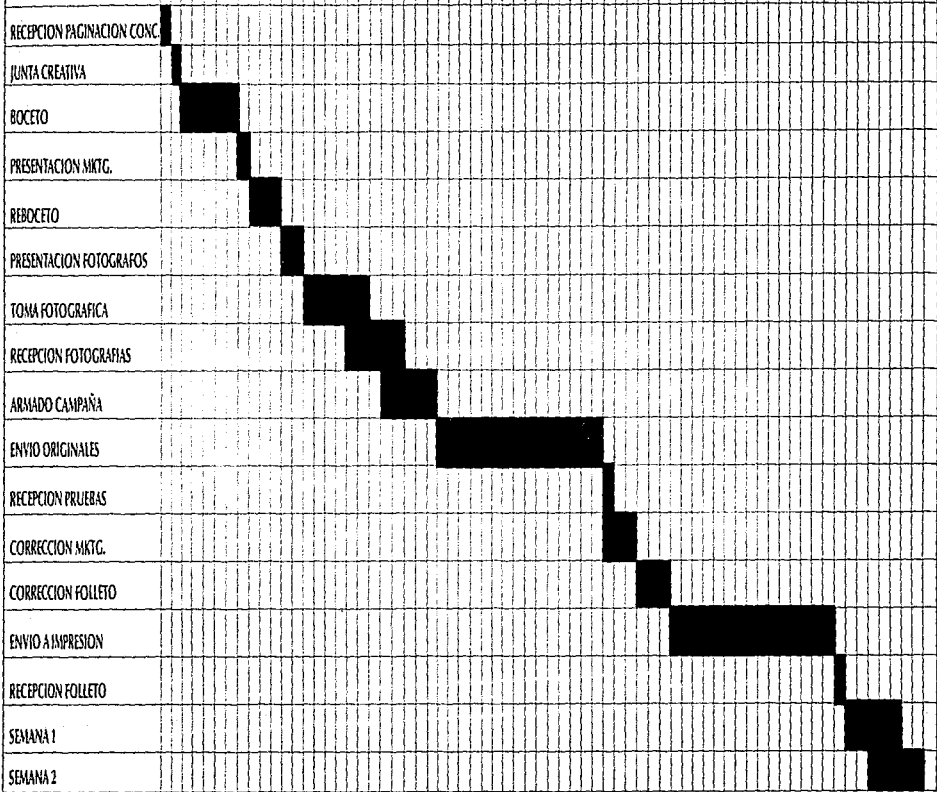 RECEPCION PAGINACION CONC.
JUNTA CREATIVA
BOCETO
PRESENTACION MKTG.
REBOCETO
PRESENTACION FOTOGRAFOS
TOMA FOTOGRAFICA
RECEPCION FOTOGRAFIAS
ARMADO CAMPAÑA
ENVIO ORIGINALES
RECEPCION PRUEBAS
CORRECCION MKTG.
CORRECCION FOLLETO
ENVIO A IMPRESION
RECEPCION FOLLETO
SEMANA 1
SEMANA 2